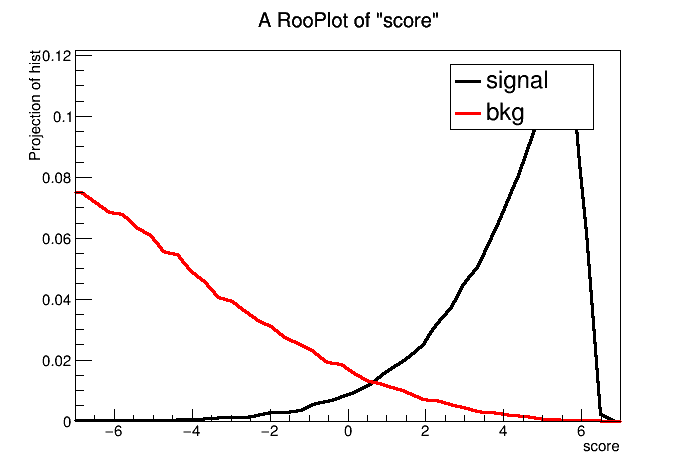 A RooPlot of "score"
Projection of hist
0.12
0.1
0.08
0.06
0.04
0.02
0
signal
bkg
−6 −4 −2 0 2 4 6
score